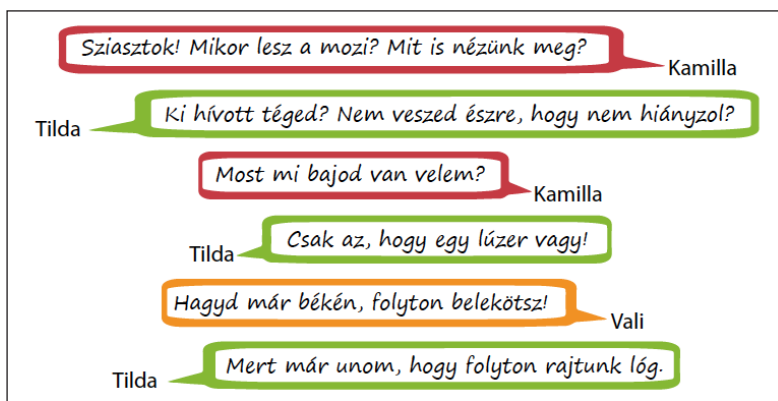 Sziasztok! Mikor lesz a mozi? Mit is nézünk meg?
Kamilla
Ki hívott téged? Nem veszed észre, hogy nem hiányzol?
Tilda
Most mi bajod van velem?
Kamilla
Csak az, hogy egy lúzer vagy!
Tilda
Hagyd már békén, folyton belekötsz!
Vali
Mert már unom, hogy folyton rajtunk lóg.
Tilda